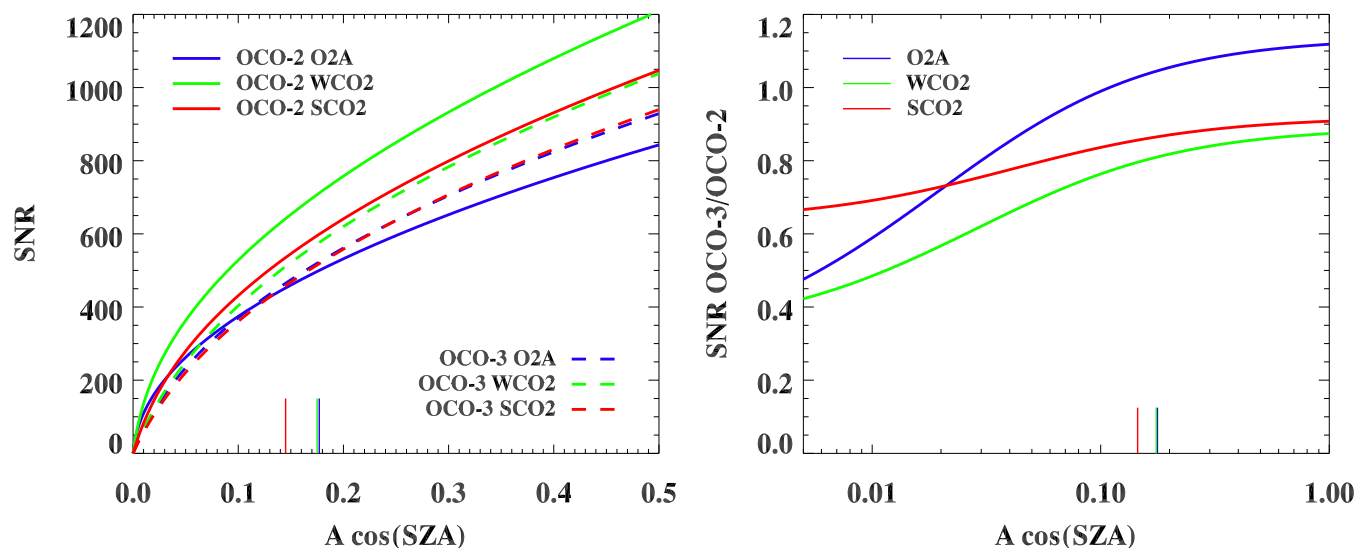 1200
1000
800
600
400
200
0
SNR
OCO-2 O2A
OCO-2 WCO2
OCO-2 SCO2
OCO-3 O2A
OCO-3 WCO2
OCO-3 SCO2
0.0 0.1 0.2 0.3 0.4 0.5
A cos(SZA)
1.2
1.0
0.8
0.6
0.4
0.2
0.0
SNR OCO-3/OCO-2
O2A
WCO2
SCO2
0.01 0.10 1.00
A cos(SZA)